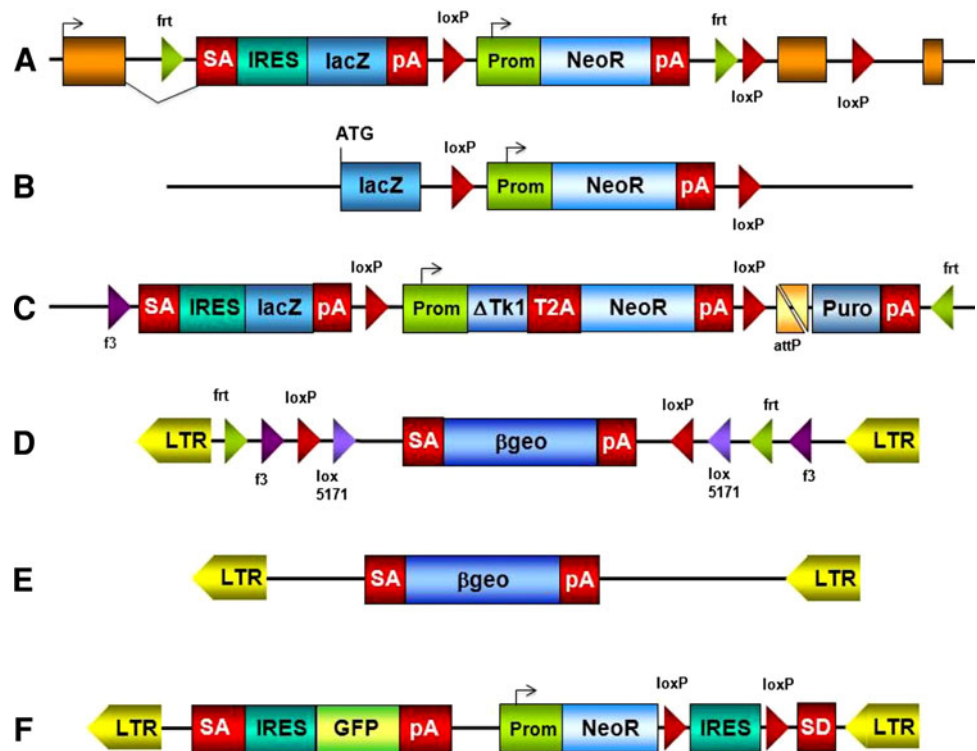 frt loxP frt
A SA IRES lacZ pA Prom NeoR pA
loxP loxP
ATG loxP
B lacZ Prom NeoR pA
loxP
loxP loxP frt
C SA IRES lacZ pA Prom ΔTk1 T2A NeoR pA Puro pA
f3 attP
frt loxP loxP frt
D LTR SA βgeo pA LTR
f3 lox 5171 lox 5171 f3
E LTR SA βgeo pA LTR
loxP loxP
F LTR SA IRES GFP pA Prom NeoR IRES SD LTR